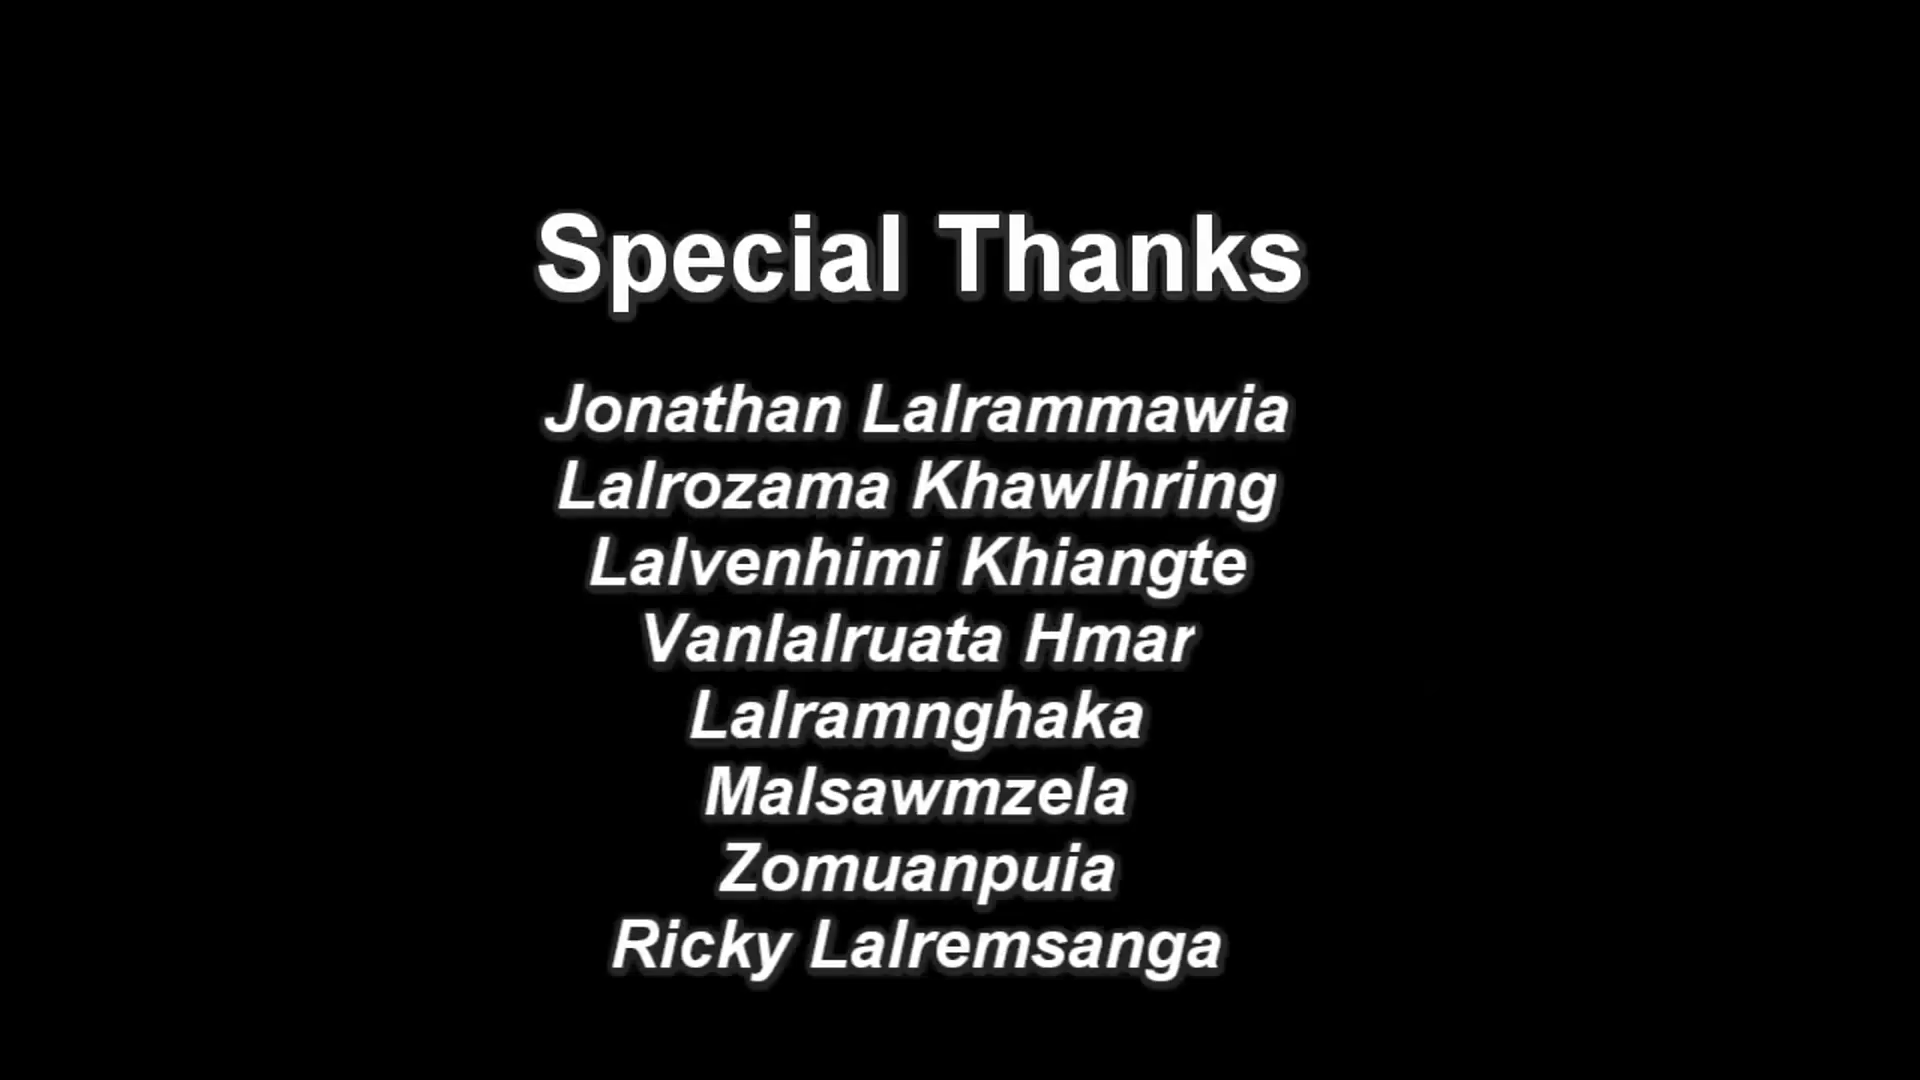 Special Thanks
Jonathan Lalrammawia
Lalrozama Khawlhring
Lalvenhimi Khiangte
Vanlalruata Hmar
Lalramnghaka
Malsawmzela
Zomuanpuia
Ricky Lalremsanga